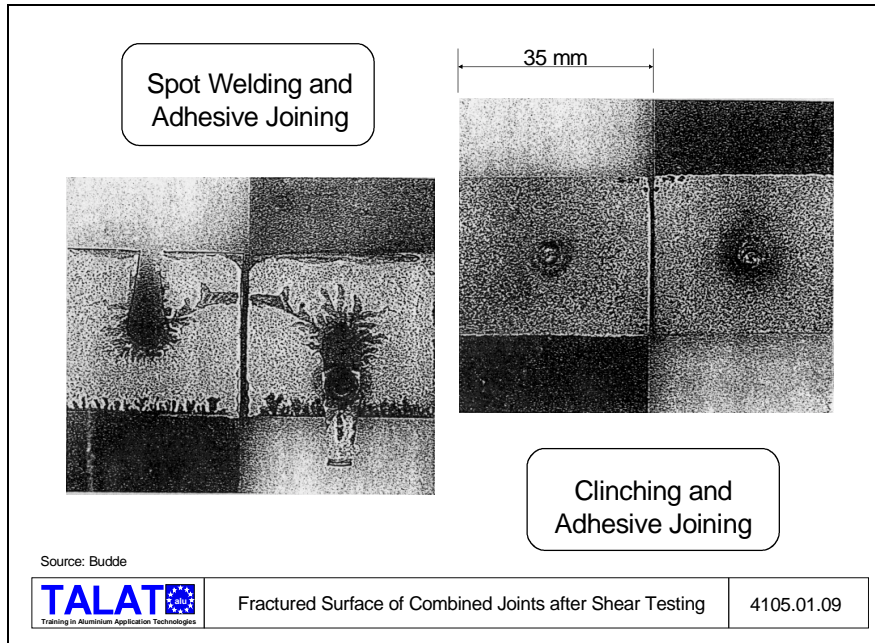 Spot Welding and
Adhesive Joining
35 mm
Clinching and
Adhesive Joining
Source: Budde
TALAT
alu
Training in Aluminium Application Technologies
Fractured Surface of Combined Joints after Shear Testing
4105.01.09